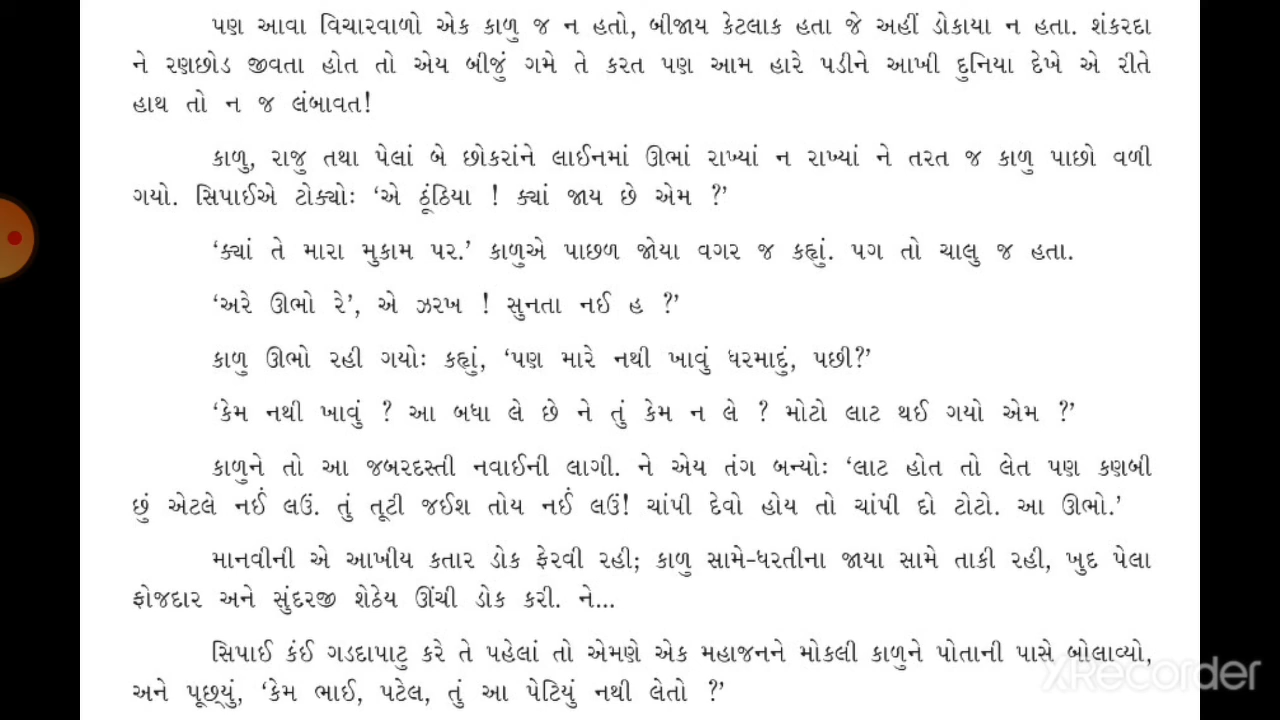 પણ આવા વિચારવાળો એક કાળુ જ ન હતો, બીજાય કેટલાક હતા જે અહીં ડોકાયા ન હતા. શંકરદા
ને રણછોડ જીવતા હોત તો એય બીજું ગમે તે કરત પણ આમ હારે પડીને આખી દુનિયા દેખે એ રીતે
હાથ તો ન જ લંબાવત!
કાળુ, રાજુ તથા પેલાં બે છોકરાંને લાઈનમાં ઊભાં રાખ્યાં ન રાખ્યાં ને તરત જ કાળુ પાછો વળી
ગયો. સિપાઈએ ટોક્યોઃ ‘એ ઠૂંઠિયા ! ક્યાં જાય છે એમ ?’
‘ક્યાં તે મારા મુકામ પર.’ કાળુએ પાછળ જોયા વગર જ કહ્યું. પગ તો ચાલુ જ હતા.
‘અરે ઊભો રે’, એ ઝરખ ! સુનતા નઈ હ ?’
કાળુ ઊભો રહી ગયોઃ કહ્યું, ‘પણ મારે નથી ખાવું ધરમાદું, પછી?’
‘કેમ નથી ખાવું ? આ બધા લે છે ને તું કેમ ન લે ? મોટો લાટ થઈ ગયો એમ ?’
કાળુને તો આ જબરદસ્તી નવાઈની લાગી. ને એય તંગ બન્યોઃ ‘લાટ હોત તો લેત પણ કણબી
છું એટલે નઈં લઉં. તું તૂટી જઈશ તોય નઈં લઉં! ચાંપી દેવો હોય તો ચાંપી દો ટોટો. આ ઊભો.’
માનવીની એ આખીય કતાર ડોક ફેરવી રહી; કાળુ સામે-ધરતીના જાયા સામે તાકી રહી, ખુદ પેલા
ફોજદાર અને સુંદરજી શેઠેય ઊંચી ડોક કરી. ને...
સિપાઈ કંઈ ગડદાપાટુ કરે તે પહેલાં તો એમણે એક મહાજનને મોકલી કાળુને પોતાની પાસે બોલાવ્યો,
અને પૂછ્યું, ‘કેમ ભાઈ, પટેલ, તું આ પેટિયું નથી લેતો ?’
XRecorder